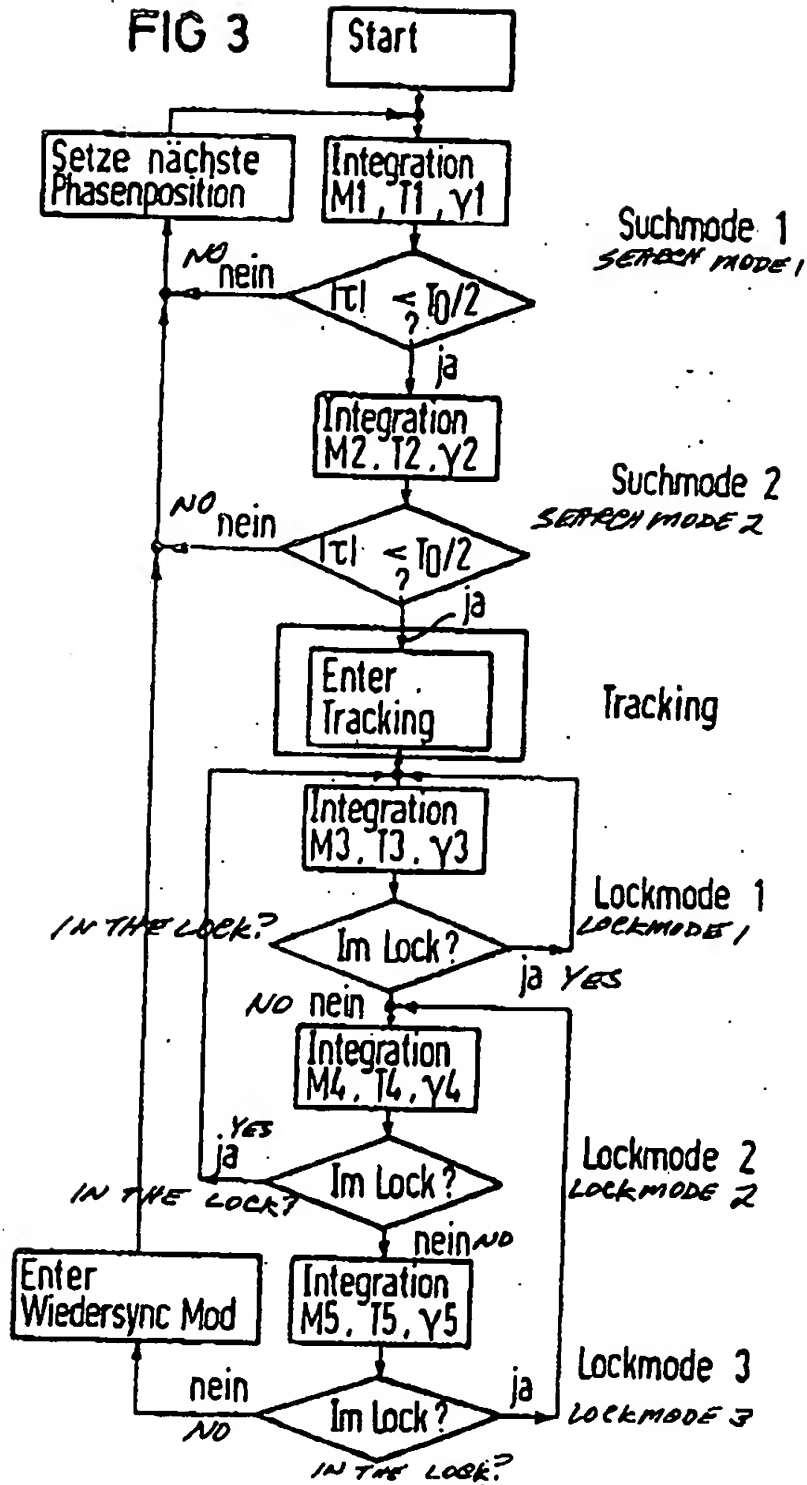 FIG 3
Start
Setze nächste
Phasenposition
Integration
M1, T1, γ1
Suchmode 1
SEARCH MODE 1
NO
nein
|τ| < T0/2
?
ja
Integration
M2, T2, γ2
Suchmode 2
SEARCH MODE 2
NO
nein
|τ| < T0/2
?
ja
Enter
Tracking
Tracking
Integration
M3, T3, γ3
Lockmode 1
LOCKMODE 1
IN THE LOCK?
Im Lock?
ja YES
NO nein
Integration
M4, T4, γ4
YES
ja
Im Lock?
Lockmode 2
LOCKMODE 2
IN THE LOCK?
nein NO
Enter
Wiedersync Mod
Integration
M5, T5, γ5
Lockmode 3
LOCKMODE 3
nein
NO
Im Lock?
ja
IN THE LOCK?